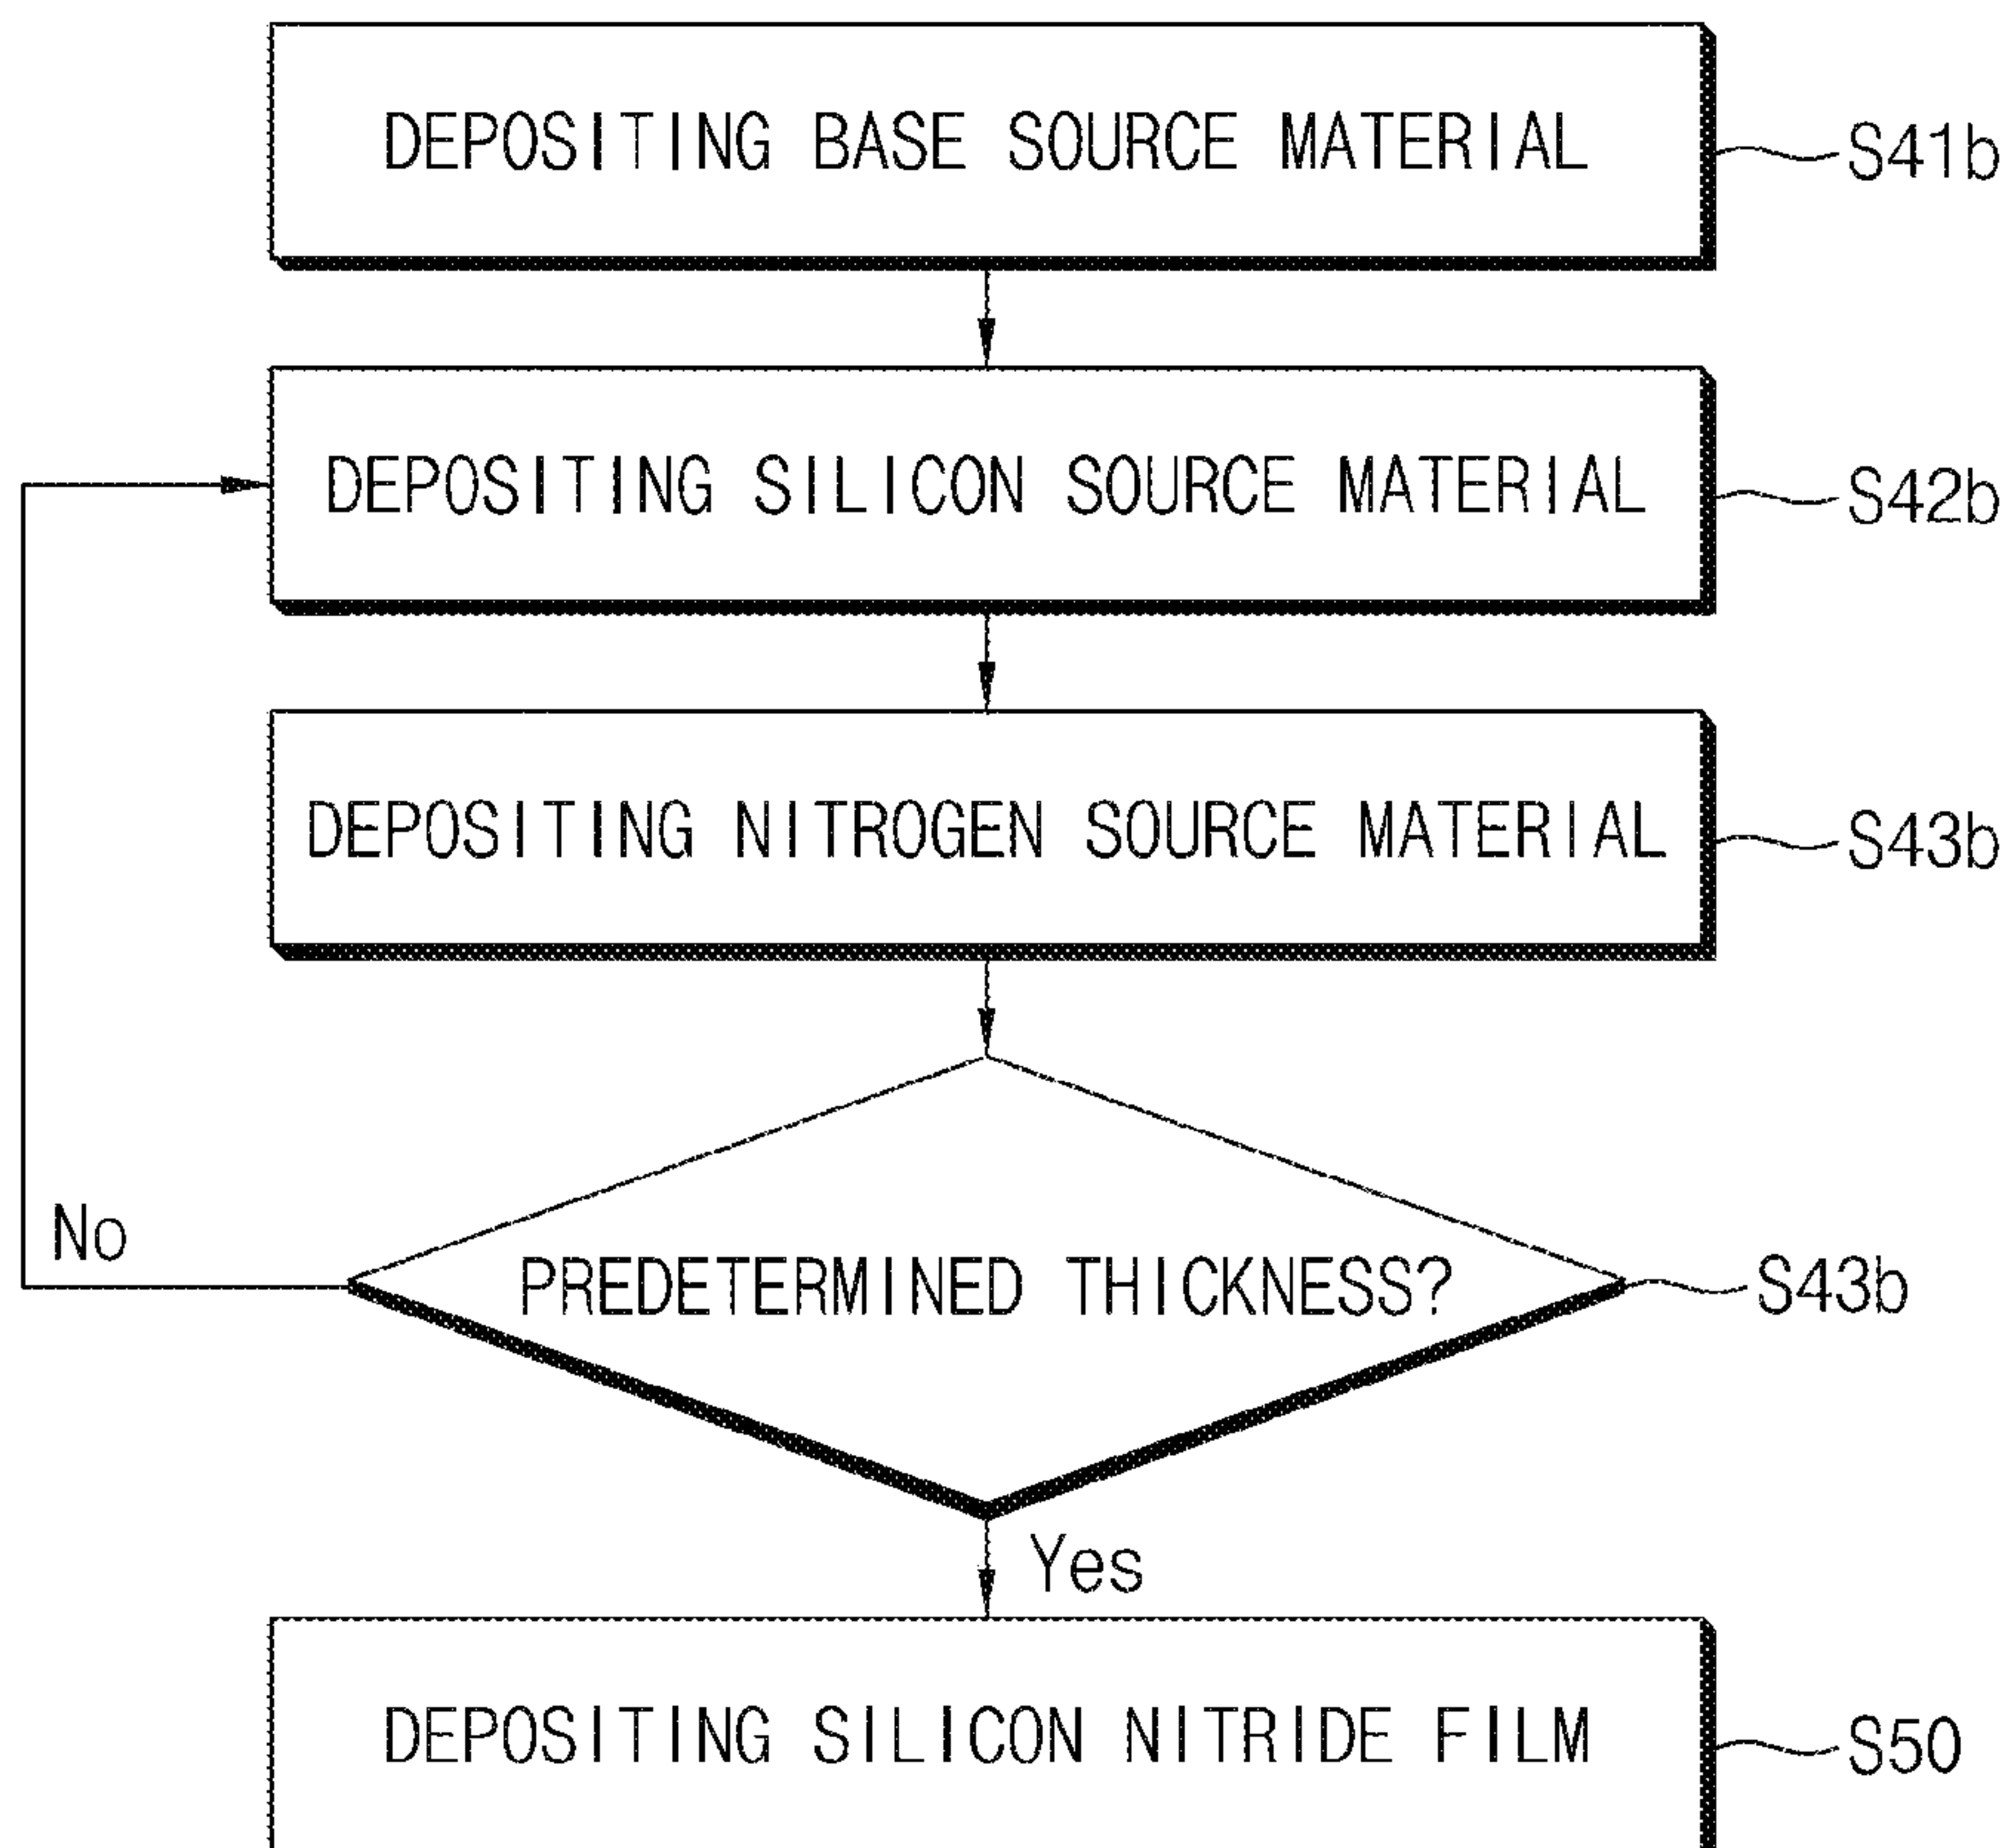 DEPOSITING BASE SOURCE MATERIAL
S41b
DEPOSITING SILICON SOURCE MATERIAL
S42b
DEPOSITING NITROGEN SOURCE MATERIAL
S43b
No
PREDETERMINED THICKNESS?
S43b
Yes
DEPOSITING SILICON NITRIDE FILM
S50